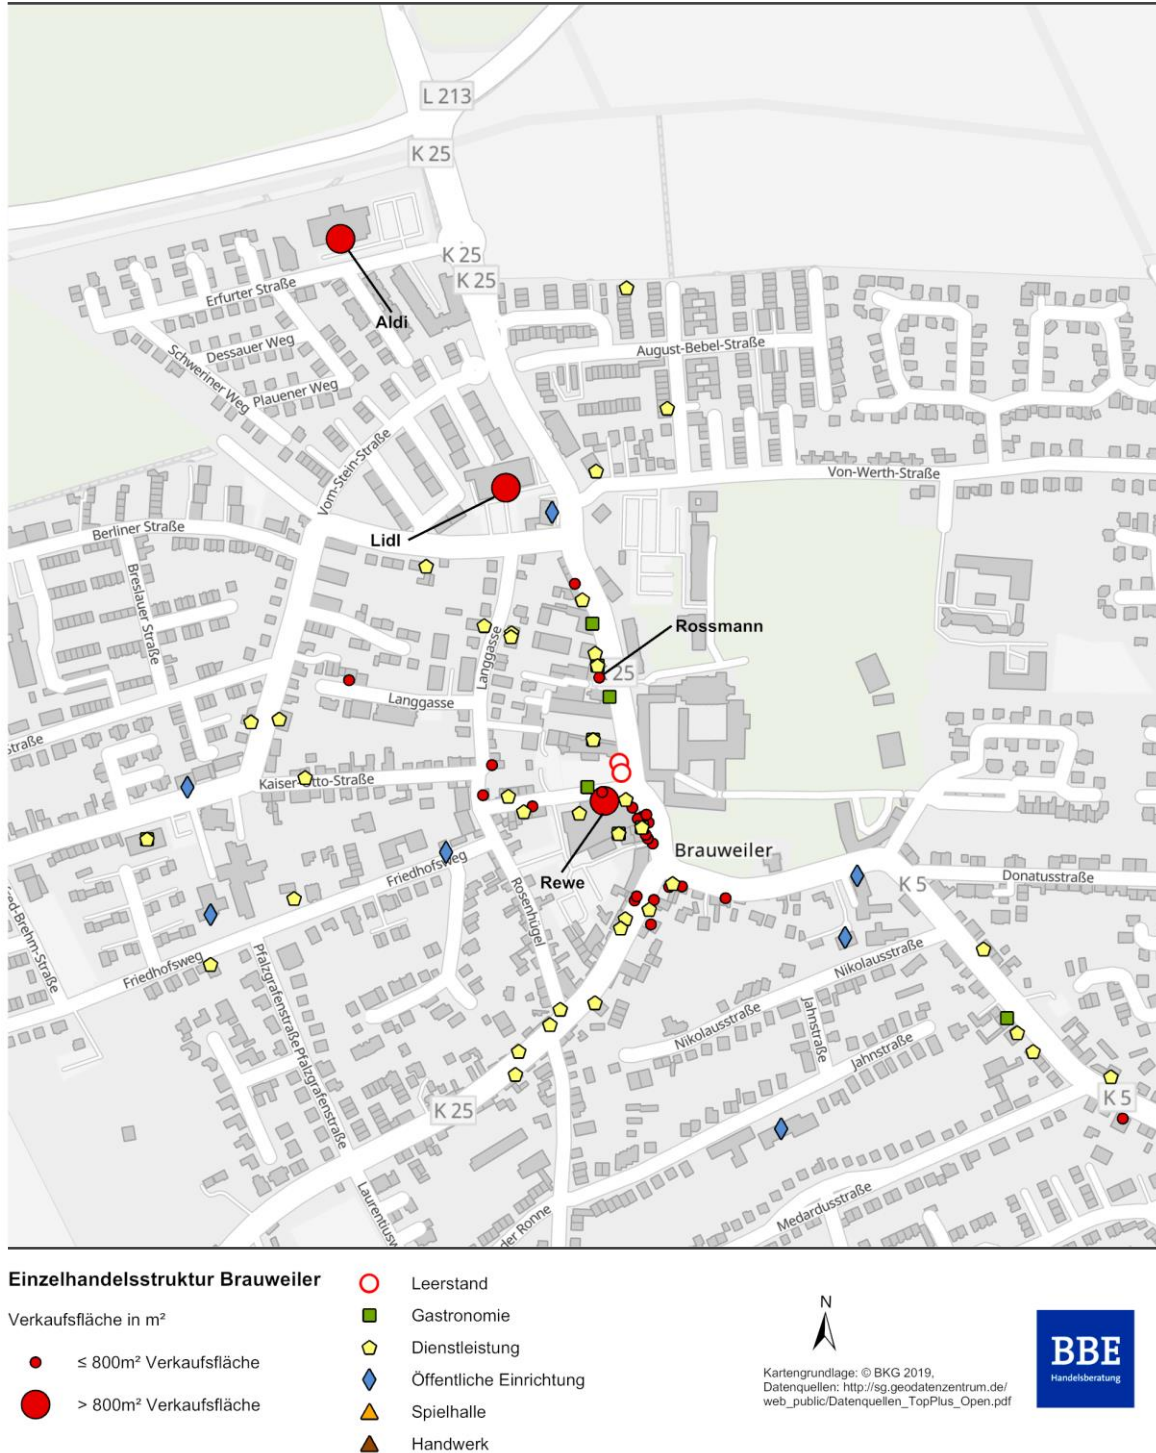 L 213
K 25
K 25
K 25
Erfurter Straße
Aldi
Dessauer Weg
Schweriner Weg
Plauener Weg
August-Bebel-Straße
Vom-Stein-Straße
Von-Werth-Straße
Berliner Straße
Lidl
Breslauer Straße
Langgasse
Rossmann
25
Langgasse
Straße
Kaiser-Otto-Straße
Brauweiler
Friedhofsweg
Rewe
K 5
Donatusstraße
Rosenhügel
Friedhofsweg
Pfalzgrafenstraße
Nikolausstraße
Nikolausstraße
Jahnstraße
Jahnstraße
Pfalzgrafenstraße
K 25
K 5
Medardusstraße
der Ronne
Einzelhandelsstruktur Brauweiler
Verkaufsfläche in m²
≤ 800m² Verkaufsfläche
> 800m² Verkaufsfläche
Leerstand
Gastronomie
Dienstleistung
Öffentliche Einrichtung
Spielhalle
Handwerk
N
Kartengrundlage: © BKG 2019,
Datenquellen: http://sg.geodatenzentrum.de/
web_public/Datenquellen_TopPlus_Open.pdf
BBE
Handelsberatung